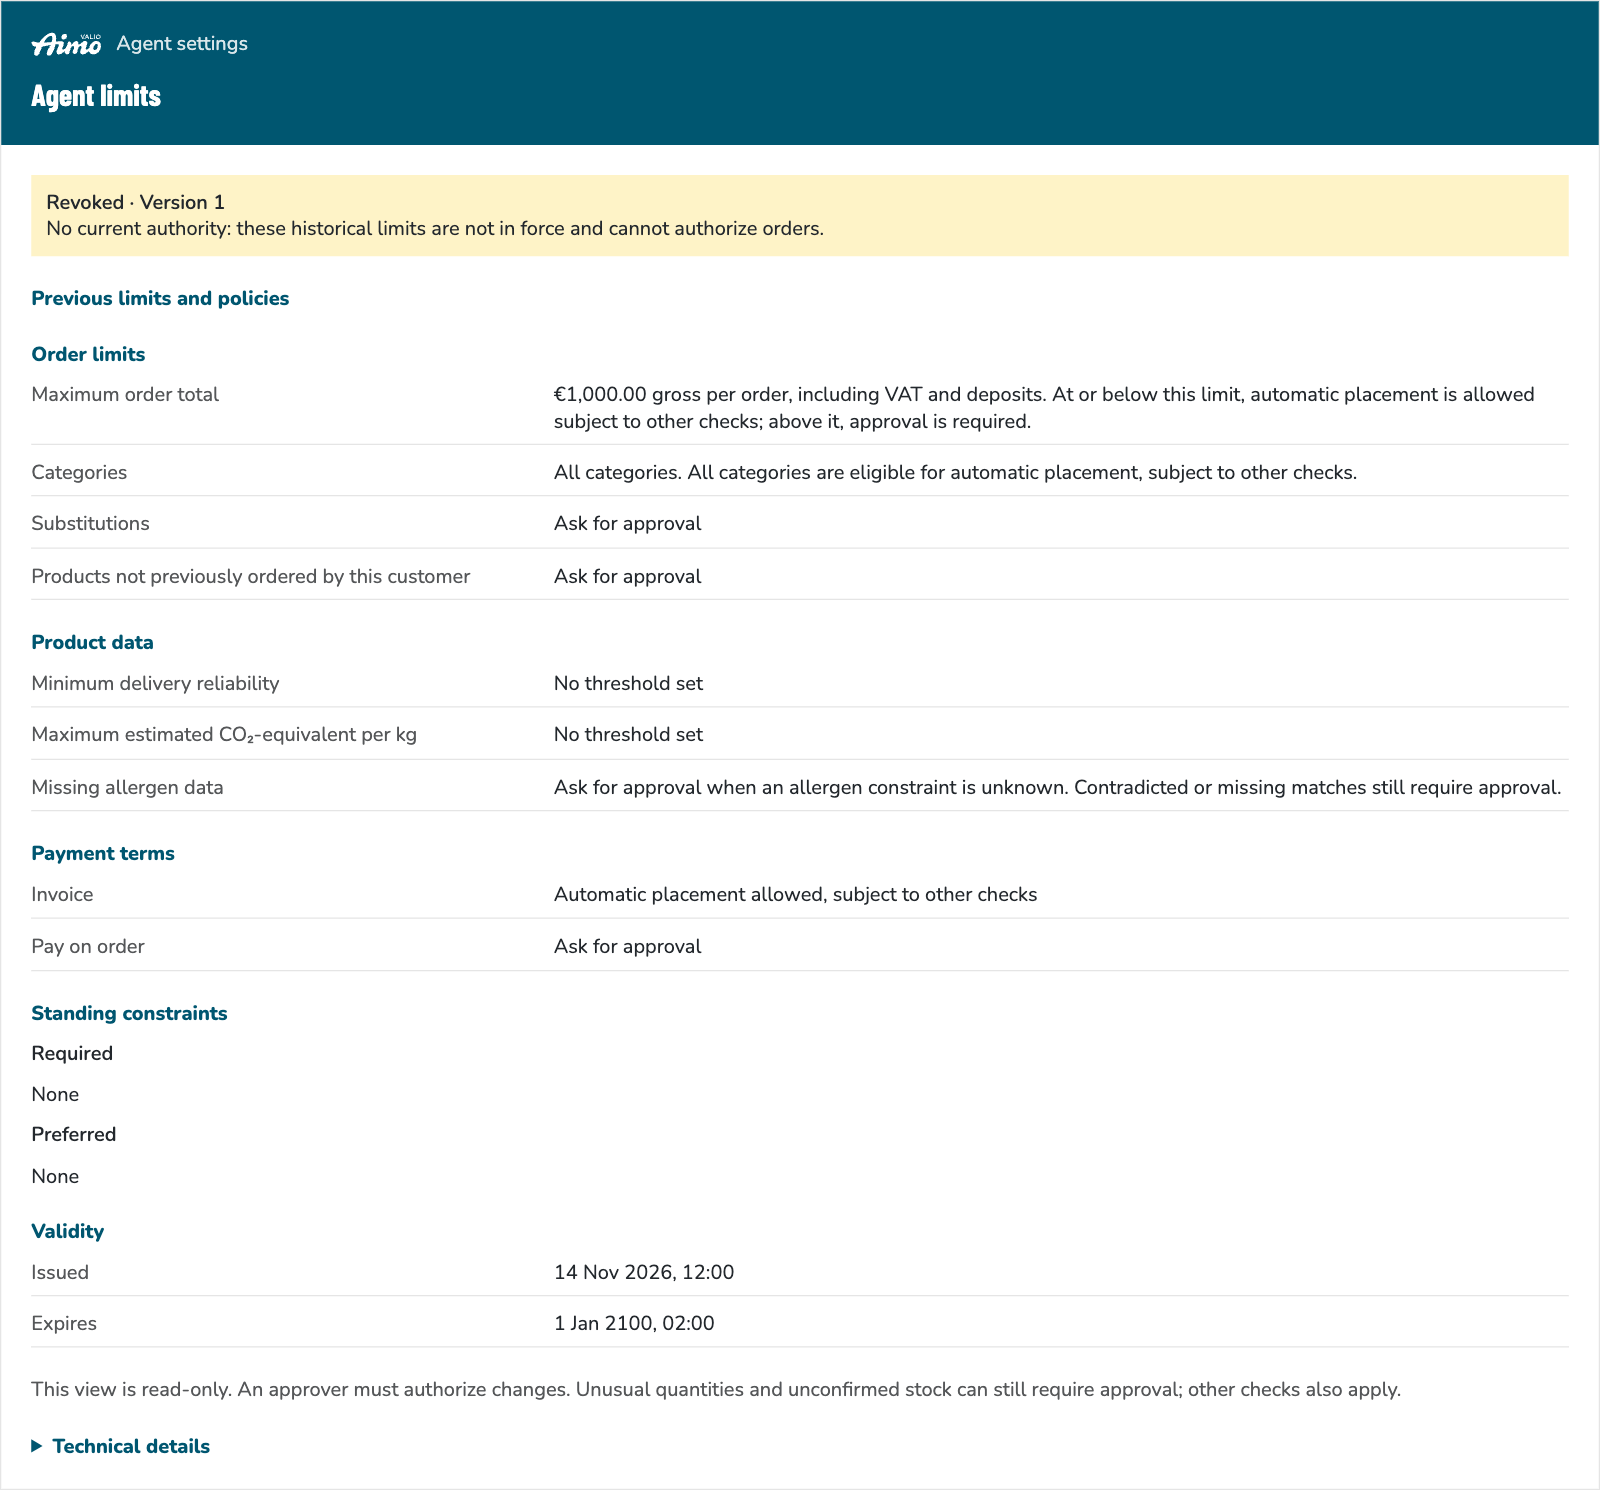 VALIO
Aimo Agent settings
Agent limits
Revoked · Version 1
No current authority: these historical limits are not in force and cannot authorize orders.
Previous limits and policies
Order limits
Maximum order total €1,000.00 gross per order, including VAT and deposits. At or below this limit, automatic placement is allowed
subject to other checks; above it, approval is required.
Categories All categories. All categories are eligible for automatic placement, subject to other checks.
Substitutions Ask for approval
Products not previously ordered by this customer Ask for approval
Product data
Minimum delivery reliability No threshold set
Maximum estimated CO₂-equivalent per kg No threshold set
Missing allergen data Ask for approval when an allergen constraint is unknown. Contradicted or missing matches still require approval.
Payment terms
Invoice Automatic placement allowed, subject to other checks
Pay on order Ask for approval
Standing constraints
Required
None
Preferred
None
Validity
Issued 14 Nov 2026, 12:00
Expires 1 Jan 2100, 02:00
This view is read-only. An approver must authorize changes. Unusual quantities and unconfirmed stock can still require approval; other checks also apply.
Technical details